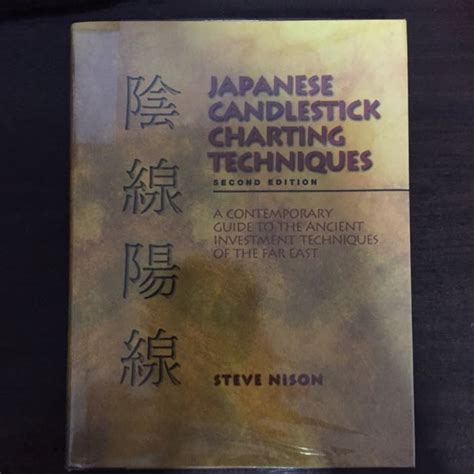 陰線陽線
JAPANESE
CANDLESTICK
CHARTING
TECHNIQUES
SECOND EDITION
A CONTEMPORARY
GUIDE TO THE ANCIENT
INVESTMENT TECHNIQUES
OF THE FAR EAST
STEVE NISON